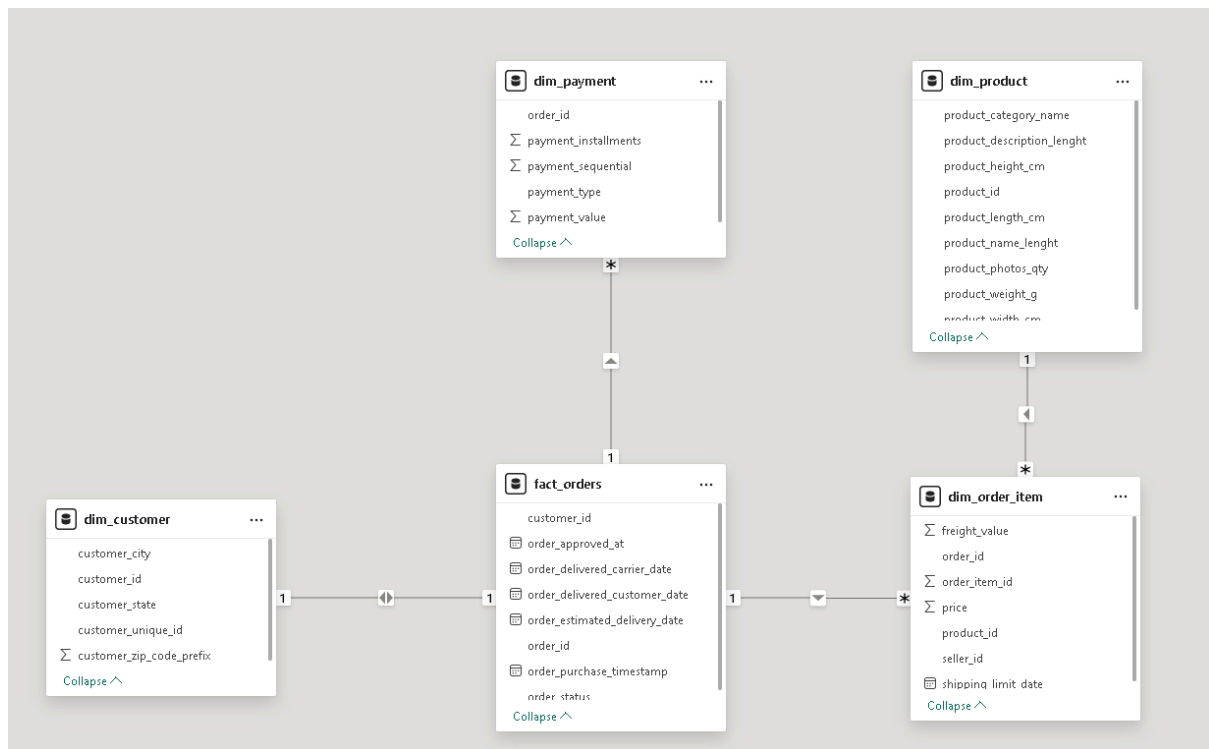 dim_payment ...
order_id
∑ payment_installments
∑ payment_sequential
payment_type
∑ payment_value
Collapse
*
1
dim_product ...
product_category_name
product_description_lenght
product_height_cm
product_id
product_length_cm
product_name_lenght
product_photos_qty
product_weight_g
product_width_cm
Collapse
1
*
dim_customer ...
customer_city
customer_id
customer_state
customer_unique_id
∑ customer_zip_code_prefix
Collapse
1
1
fact_orders ...
customer_id
order_approved_at
order_delivered_carrier_date
order_delivered_customer_date
order_estimated_delivery_date
order_id
order_purchase_timestamp
order_status
Collapse
1
*
dim_order_item ...
∑ freight_value
order_id
∑ order_item_id
∑ price
product_id
seller_id
shipping_limit_date
Collapse